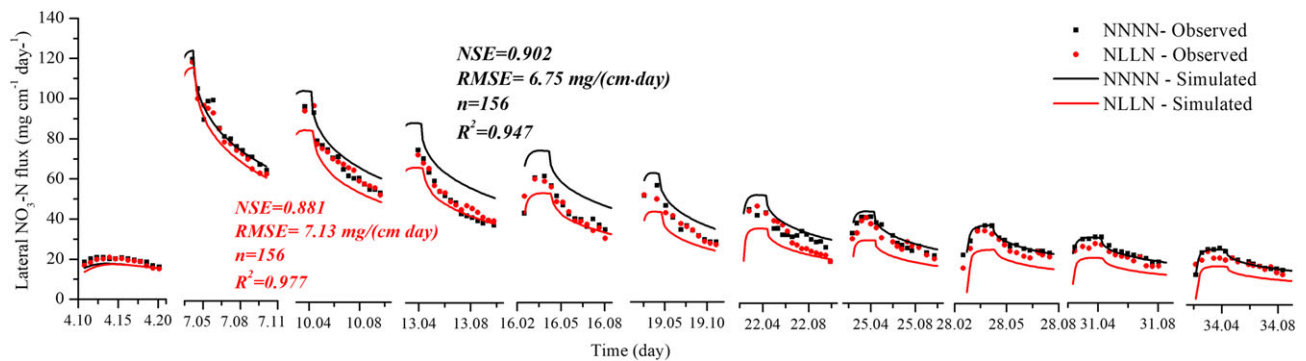 Lateral NO3-N flux (mg cm-1 day-1)
140
120
100
80
60
40
20
0
NSE=0.902
RMSE= 6.75 mg/(cm·day)
n=156
R2=0.947
NSE=0.881
RMSE= 7.13 mg/(cm day)
n=156
R2=0.977
NNNN- Observed
NLLN - Observed
NNNN - Simulated
NLLN - Simulated
4.10 4.15 4.20 7.05 7.08 7.11 10.04 10.08 13.04 13.08 16.02 16.05 16.08 19.05 19.10 22.04 22.08 25.04 25.08 28.02 28.05 28.08 31.04 31.08 34.04 34.08
Time (day)